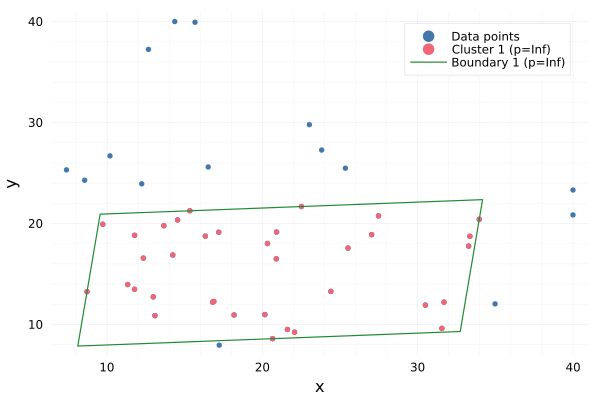 40
30
20
10
y
10 20 30 40
x
Data points
Cluster 1 (p=Inf)
Boundary 1 (p=Inf)